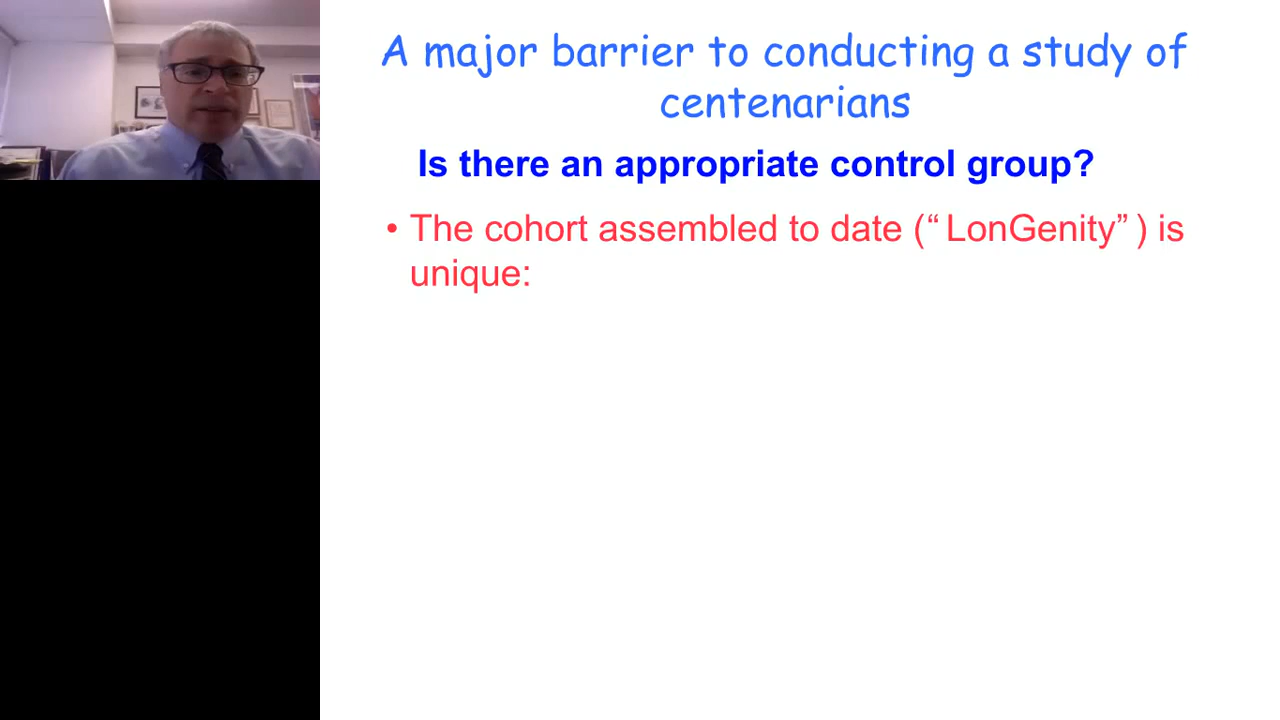 A major barrier to conducting a study of
centenarians
Is there an appropriate control group?
• The cohort assembled to date (“LonGenity”) is
unique: